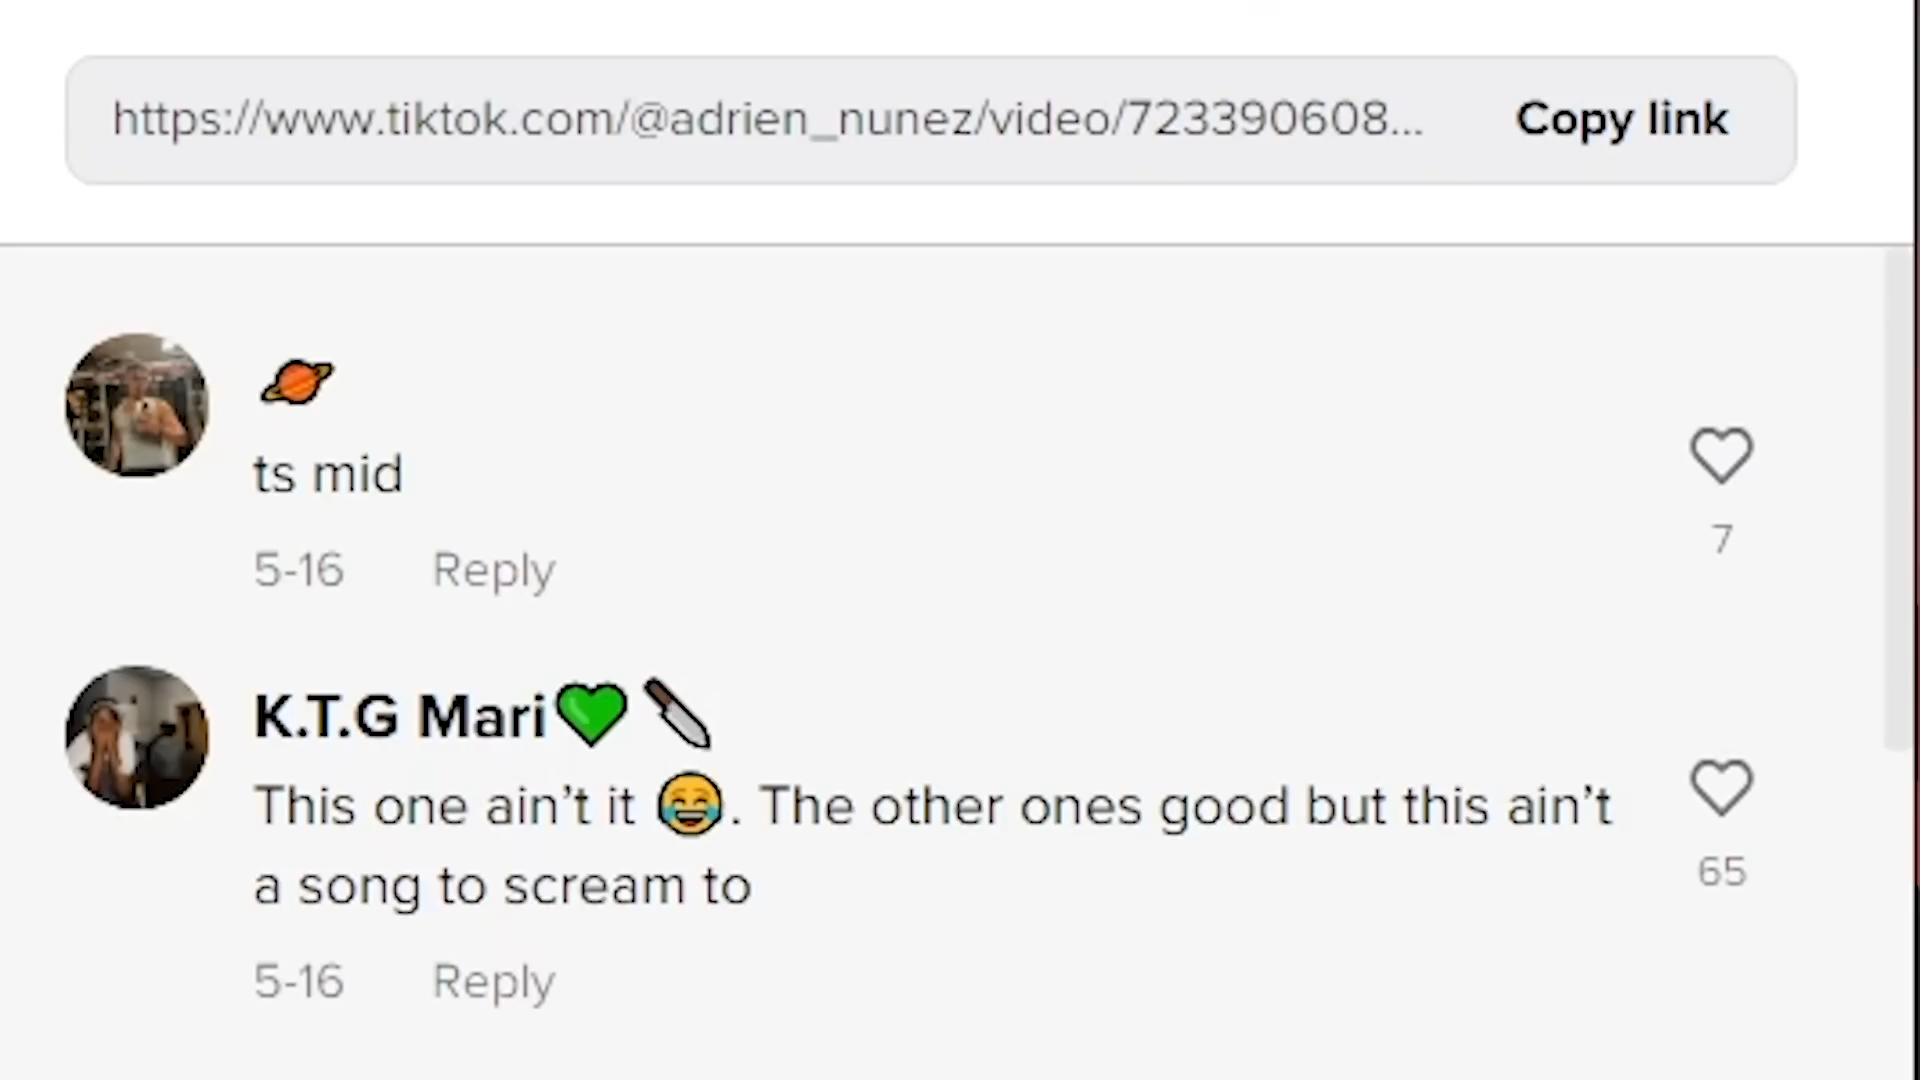 https://www.tiktok.com/@adrien_nunez/video/723390608... Copy link
🪐
ts mid
7
5-16 Reply
K.T.G Mari💚🔪
This one ain't it 😂. The other ones good but this ain't
a song to scream to
65
5-16 Reply